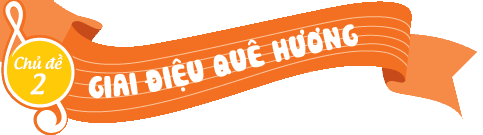 Chủ đề
2
GIAI ĐIỆU QUÊ HƯƠNG